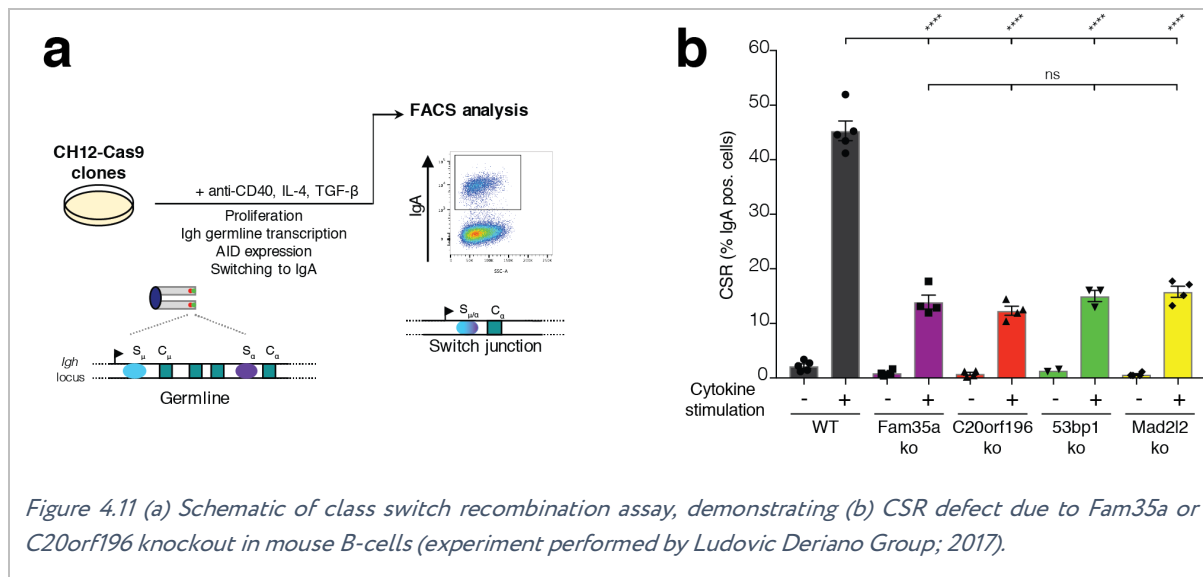 a
CH12-Cas9
clones
+ anti-CD40, IL-4, TGF-β
Proliferation
Igh germline transcription
AID expression
Switching to IgA
FACS analysis
IgA
SSC-A
Sμ Cμ Sα Cα
Igh
locus
Germline
Sμ/α Cα
Switch junction
b
**** **** **** ****
ns
CSR (% IgA pos. cells)
60
50
40
30
20
10
0
Cytokine
stimulation
- + - + - + - + - +
WT Fam35a C20orf196 53bp1 Mad2l2
ko ko ko ko
Figure 4.11 (a) Schematic of class switch recombination assay, demonstrating (b) CSR defect due to Fam35a or
C20orf196 knockout in mouse B-cells (experiment performed by Ludovic Deriano Group; 2017).